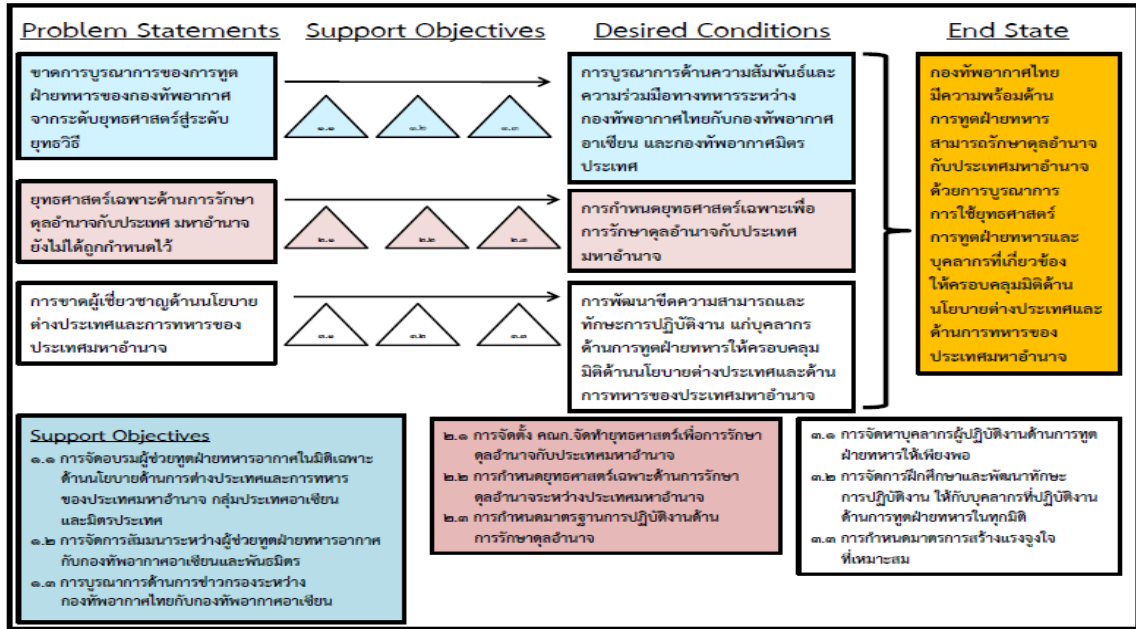 Problem Statements
Support Objectives
Desired Conditions
End State
ขาดการบูรณาการของการทูต
ฝ่ายทหารของกองทัพอากาศ
จากระดับยุทธศาสตร์สู่ระดับ
ยุทธวิธี
๑.๑
๑.๒
๑.๓
การบูรณาการด้านความสัมพันธ์และ
ความร่วมมือทางทหารระหว่าง
กองทัพอากาศไทยกับกองทัพอากาศ
อาเซียน และกองทัพอากาศมิตร
ประเทศ
ยุทธศาสตร์เฉพาะด้านการรักษา
ดุลอำนาจกับประเทศ มหาอำนาจ
ยังไม่ได้ถูกกำหนดไว้
๒.๑
๒.๒
๒.๓
การกำหนดยุทธศาสตร์เฉพาะเพื่อ
การรักษาดุลอำนาจกับประเทศ
มหาอำนาจ
การขาดผู้เชี่ยวชาญด้านนโยบาย
ต่างประเทศและการทหารของ
ประเทศมหาอำนาจ
๓.๑
๓.๒
๓.๓
การพัฒนาขีดความสามารถและ
ทักษะการปฏิบัติงาน แก่บุคลากร
ด้านการทูตฝ่ายทหารให้ครอบคลุม
มิติด้านนโยบายต่างประเทศและด้าน
การทหารของประเทศมหาอำนาจ
กองทัพอากาศไทย
มีความพร้อมด้าน
การทูตฝ่ายทหาร
สามารถรักษาดุลอำนาจ
กับประเทศมหาอำนาจ
ด้วยการบูรณาการ
การใช้ยุทธศาสตร์
การทูตฝ่ายทหารและ
บุคลากรที่เกี่ยวข้อง
ให้ครอบคลุมมิติด้าน
นโยบายต่างประเทศและ
ด้านการทหารของ
ประเทศมหาอำนาจ
Support Objectives
๑.๑ การจัดอบรมผู้ช่วยทูตฝ่ายทหารอากาศในมิติเฉพาะ
ด้านนโยบายด้านการต่างประเทศและการทหาร
ของประเทศมหาอำนาจ กลุ่มประเทศอาเซียน
และมิตรประเทศ
๑.๒ การจัดการสัมมนาระหว่างผู้ช่วยทูตฝ่ายทหารอากาศ
กับกองทัพอากาศอาเซียนและพันธมิตร
๑.๓ การบูรณาการด้านการข่าวกรองระหว่าง
กองทัพอากาศไทยกับกองทัพอากาศอาเซียน
๒.๑ การจัดตั้ง คณก.จัดทำยุทธศาสตร์เพื่อการรักษา
ดุลอำนาจกับประเทศมหาอำนาจ
๒.๒ การกำหนดยุทธศาสตร์เฉพาะด้านการรักษา
ดุลอำนาจระหว่างประเทศมหาอำนาจ
๒.๓ การกำหนดมาตรฐานการปฏิบัติงานด้าน
การรักษาดุลอำนาจ
๓.๑ การจัดหาบุคลากรผู้ปฏิบัติงานด้านการทูต
ฝ่ายทหารให้เพียงพอ
๓.๒ การจัดการฝึกศึกษาและพัฒนาทักษะ
การปฏิบัติงาน ให้กับบุคลากรที่ปฏิบัติงาน
ด้านการทูตฝ่ายทหารในทุกมิติ
๓.๓ การกำหนดมาตรการสร้างแรงจูงใจ
ที่เหมาะสม